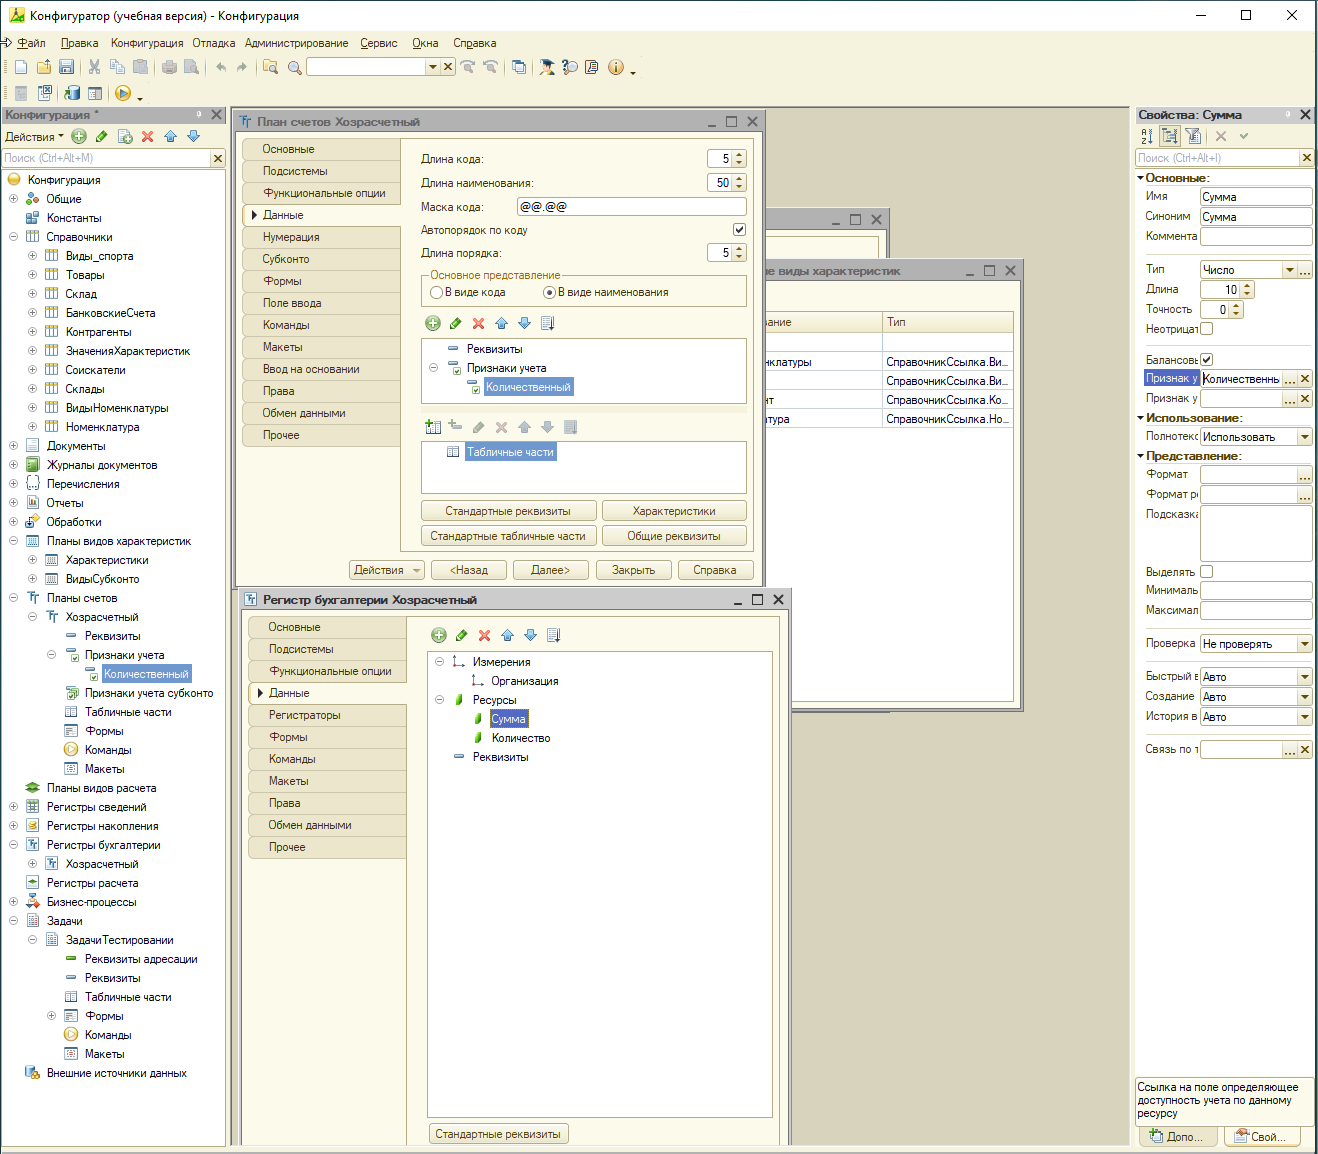 Конфигуратор (учебная версия) - Конфигурация
Файл Правка Конфигурация Отладка Администрирование Сервис Окна Справка
Конфигурация *
Действия
Поиск (Ctrl+Alt+M)
Конфигурация
Общие
Константы
Справочники
Виды_спорта
Товары
Склад
БанковскиеСчета
Контрагенты
ЗначенияХарактеристик
Соискатели
Склады
ВидыНоменклатуры
Номенклатура
Документы
Журналы документов
Перечисления
Отчеты
Обработки
Планы видов характеристик
Характеристики
ВидыСубконто
Планы счетов
Хозрасчетный
Реквизиты
Признаки учета
Количественный
Признаки учета субконто
Табличные части
Формы
Команды
Макеты
Планы видов расчета
Регистры сведений
Регистры накопления
Регистры бухгалтерии
Хозрасчетный
Регистры расчета
Бизнес-процессы
Задачи
ЗадачиТестировании
Реквизиты адресации
Реквизиты
Табличные части
Формы
Команды
Макеты
Внешние источники данных
План счетов Хозрасчетный
Основные
Подсистемы
Функциональные опции
Данные
Нумерация
Субконто
Формы
Поле ввода
Команды
Макеты
Ввод на основании
Права
Обмен данными
Прочее
Длина кода: 5
Длина наименования: 50
Маска кода: @@.@@
Автопорядок по коду
Длина порядка: 5
Основное представление
В виде кода В виде наименования
Реквизиты
Признаки учета
Количественный
Табличные части
Стандартные реквизиты Характеристики
Стандартные табличные части Общие реквизиты
Действия <Назад Далее> Закрыть Справка
е виды характеристик
ание Тип
нклатуры СправочникСсылка.Ви...
СправочникСсылка.Ви...
нт СправочникСсылка.Ко...
атура СправочникСсылка.Но...
Регистр бухгалтерии Хозрасчетный
Основные
Подсистемы
Функциональные опции
Данные
Регистраторы
Формы
Команды
Макеты
Права
Обмен данными
Прочее
Измерения
Организация
Ресурсы
Сумма
Количество
Реквизиты
Стандартные реквизиты
Свойства: Сумма
Поиск (Ctrl+Alt+I)
Основные:
Имя Сумма
Синоним Сумма
Коммента
Тип Число
Длина 10
Точность 0
Неотрицат
Балансовь
Признак у Количественнь
Признак у
Использование:
Полнотекс Использовать
Представление:
Формат
Формат ре
Подсказка
Выделять
Минималь
Максимал
Проверка Не проверять
Быстрый в Авто
Создание Авто
История в Авто
Связь по т
Ссылка на поле определяющее
доступность учета по данному
ресурсу
Допо... Свой...